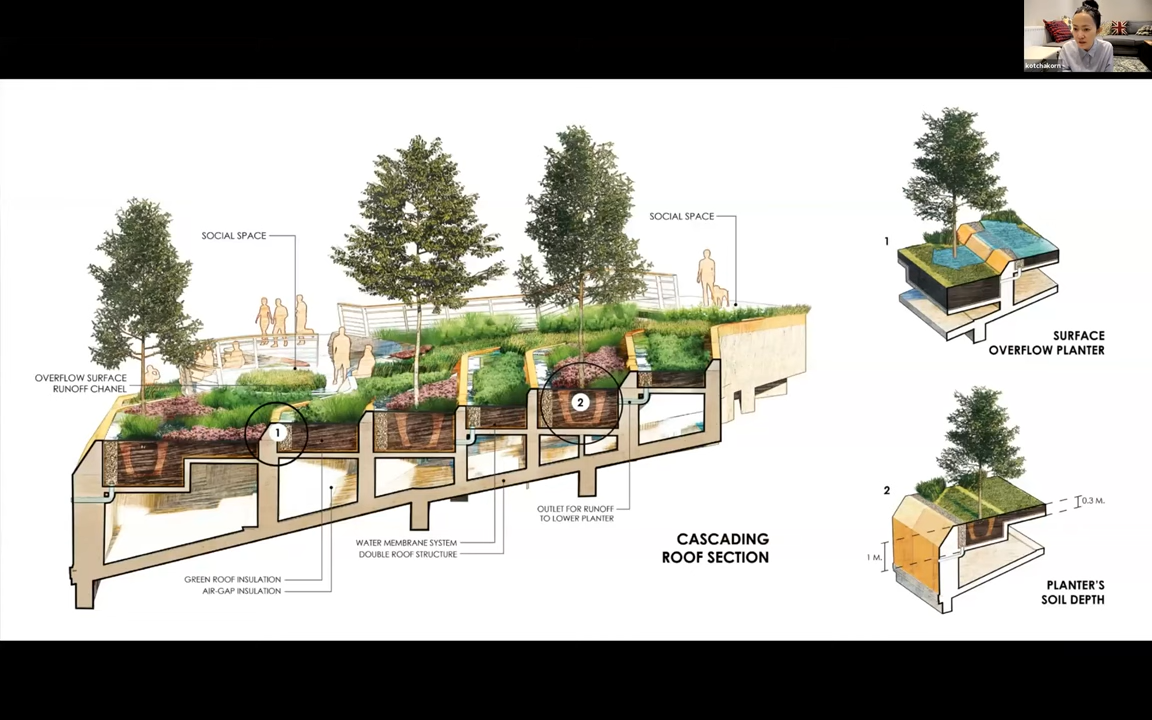 kotchakorn
SOCIAL SPACE
SOCIAL SPACE
OVERFLOW SURFACE
RUNOFF CHANEL
1
2
OUTLET FOR RUNOFF
TO LOWER PLANTER
WATER MEMBRANE SYSTEM
DOUBLE ROOF STRUCTURE
GREEN ROOF INSULATION
AIR-GAP INSULATION
CASCADING
ROOF SECTION
1
SURFACE
OVERFLOW PLANTER
2
0.3 M.
1 M.
PLANTER'S
SOIL DEPTH